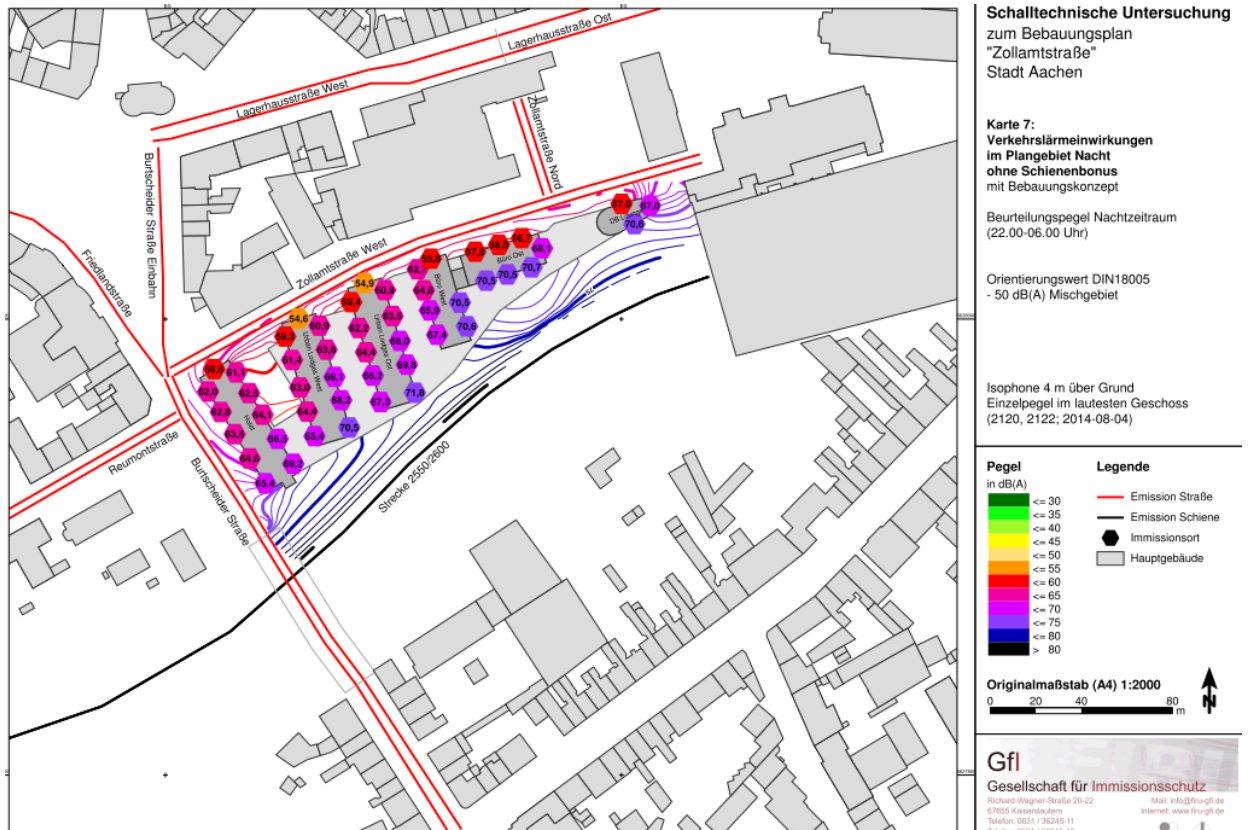 Schalltechnische Untersuchung
zum Bebauungsplan
"Zollamtstraße"
Stadt Aachen
Karte 7:
Verkehrslärmeinwirkungen
im Plangebiet Nacht
ohne Schienenbonus
mit Bebauungskonzept
Beurteilungspegel Nachtzeitraum
(22.00-06.00 Uhr)
Orientierungswert DIN18005
- 50 dB(A) Mischgebiet
Isophone 4 m über Grund
Einzelpegel im lautesten Geschoss
(2120, 2122; 2014-08-04)
Pegel
in dB(A)
<= 30
<= 35
<= 40
<= 45
<= 50
<= 55
<= 60
<= 65
<= 70
<= 75
<= 80
> 80
Legende
Emission Straße
Emission Schiene
Immissionsort
Hauptgebäude
Originalmaßstab (A4) 1:2000
0 20 40 80
m
N
GfI
Gesellschaft für Immissionsschutz
Richard-Wagner-Straße 20-22
67655 Kaiserslautern
Telefon: 0631 / 36245-11
Mail: info@firu-gfi.de
Internet: www.firu-gfi.de
Lagerhausstraße Ost
Lagerhausstraße West
Zollamtstraße Nord
Burtscheider Straße Einbahn
Friedlandstraße
Zollamtstraße West
Reumontstraße
Burtscheider Straße
Strecke 2550/2600
Hotel
Urban Lodges West
Urban Lodges Ost
Büro West
Büro Ost
57,0
67,0
70,6
57,9
58,8
56,7
68,1
70,5
70,5
70,7
55,8
62,7
64,8
65,9
67,4
70,5
70,6
54,9
59,4
60,9
62,2
63,5
64,4
68,0
66,2
69,8
67,3
71,8
54,6
59,3
60,9
61,4
63,8
63,0
66,1
64,4
68,2
65,4
70,5
61,1
62,0
62,5
62,8
64,1
63,5
66,5
64,6
69,2
65,4